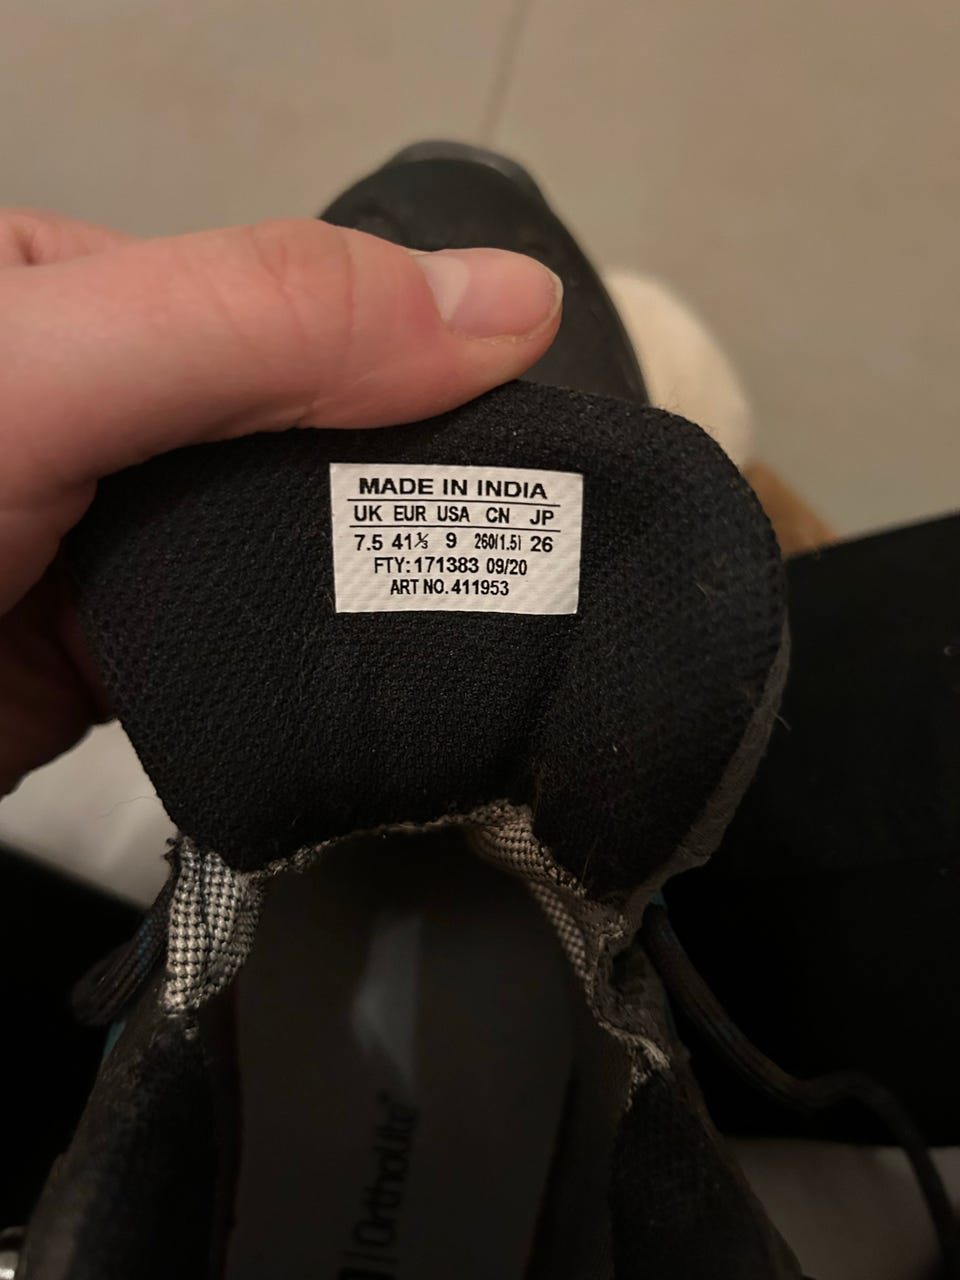 MADE IN INDIA
UK EUR USA CN JP
7.5 41⅓ 9 260(1.5) 26
FTY: 171383 09/20
ART NO. 411953
Ortholite